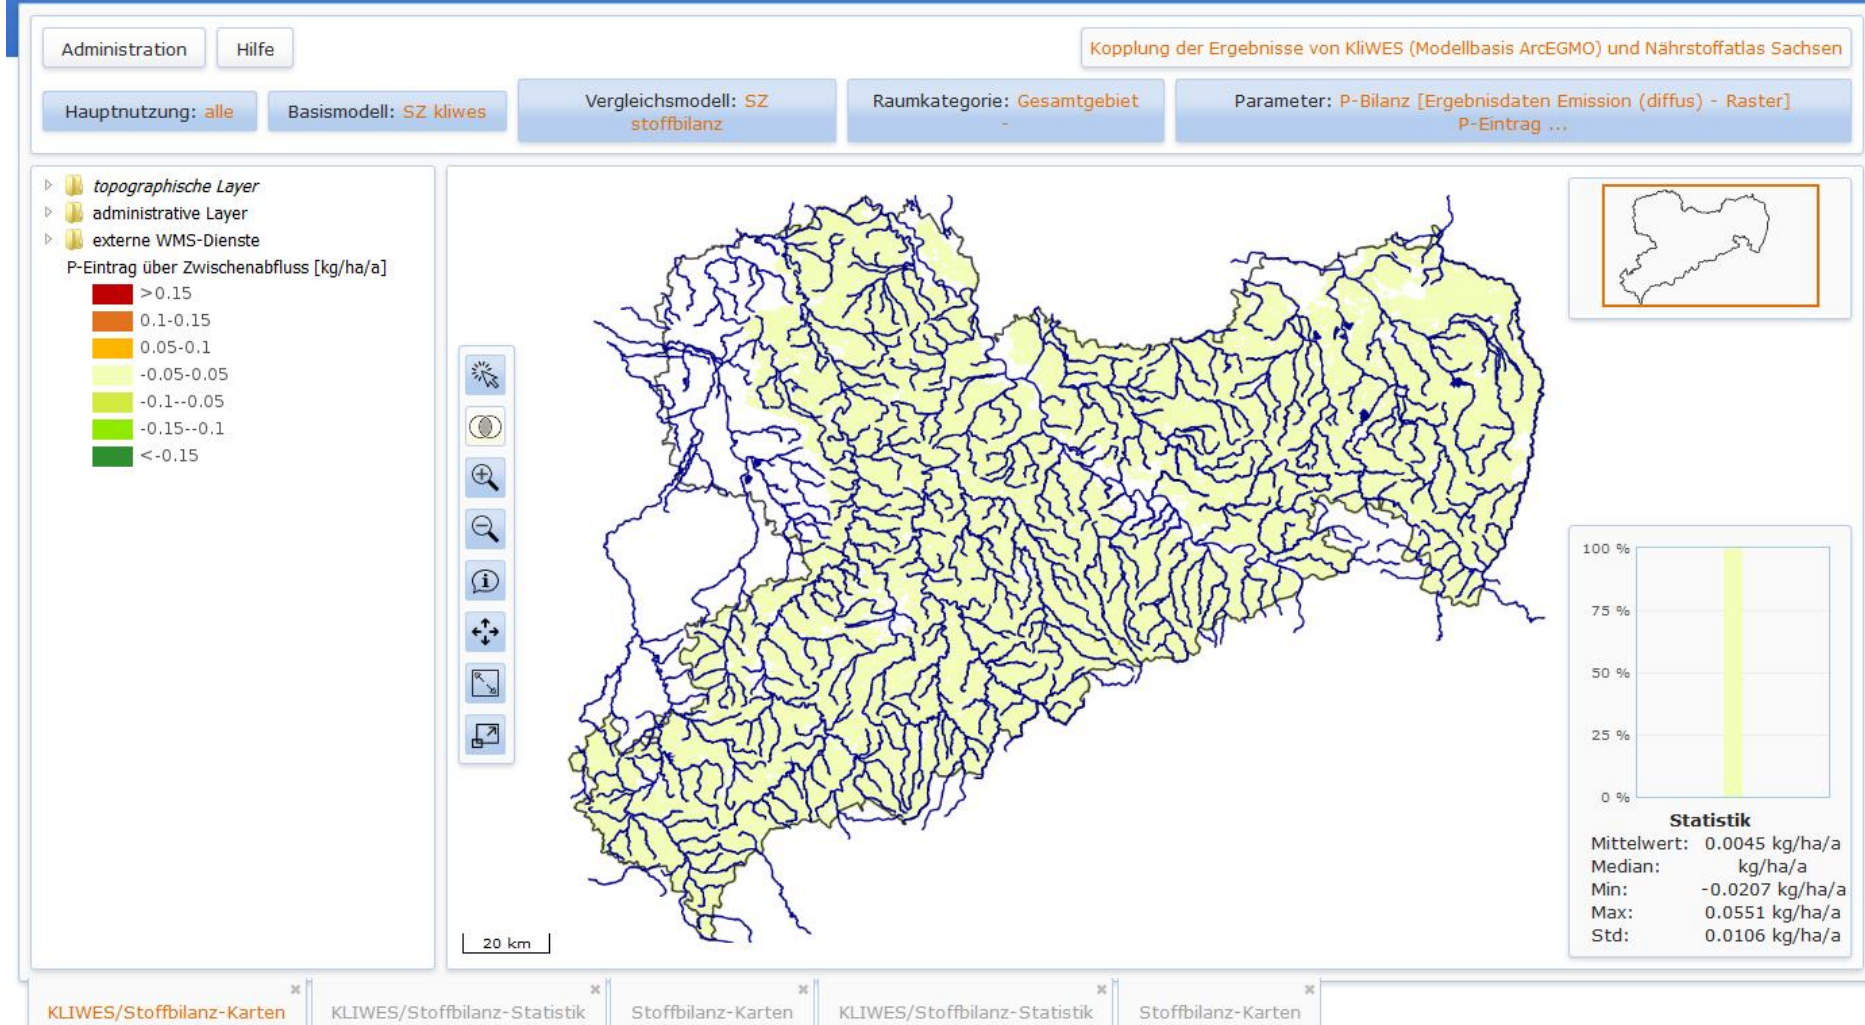 Administration
Hilfe
Kopplung der Ergebnisse von KliWES (Modellbasis ArcEGMO) und Nährstoffatlas Sachsen
Hauptnutzung: alle
Basismodell: SZ kliwes
Vergleichsmodell: SZ
stoffbilanz
Raumkategorie: Gesamtgebiet
-
Parameter: P-Bilanz [Ergebnisdaten Emission (diffus) - Raster]
P-Eintrag ...
topographische Layer
administrative Layer
externe WMS-Dienste
P-Eintrag über Zwischenabfluss [kg/ha/a]
>0.15
0.1-0.15
0.05-0.1
-0.05-0.05
-0.1--0.05
-0.15--0.1
<-0.15
20 km
100 %
75 %
50 %
25 %
0 %
Statistik
Mittelwert: 0.0045 kg/ha/a
Median: kg/ha/a
Min: -0.0207 kg/ha/a
Max: 0.0551 kg/ha/a
Std: 0.0106 kg/ha/a
KLIWES/Stoffbilanz-Karten
KLIWES/Stoffbilanz-Statistik
Stoffbilanz-Karten
KLIWES/Stoffbilanz-Statistik
Stoffbilanz-Karten